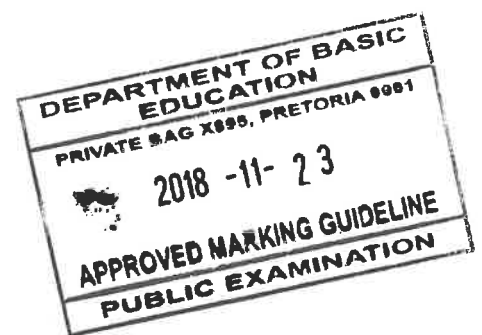 DEPARTMENT OF BASIC
EDUCATION
PRIVATE BAG X895, PRETORIA 0001
2018 -11- 23
APPROVED MARKING GUIDELINE
PUBLIC EXAMINATION